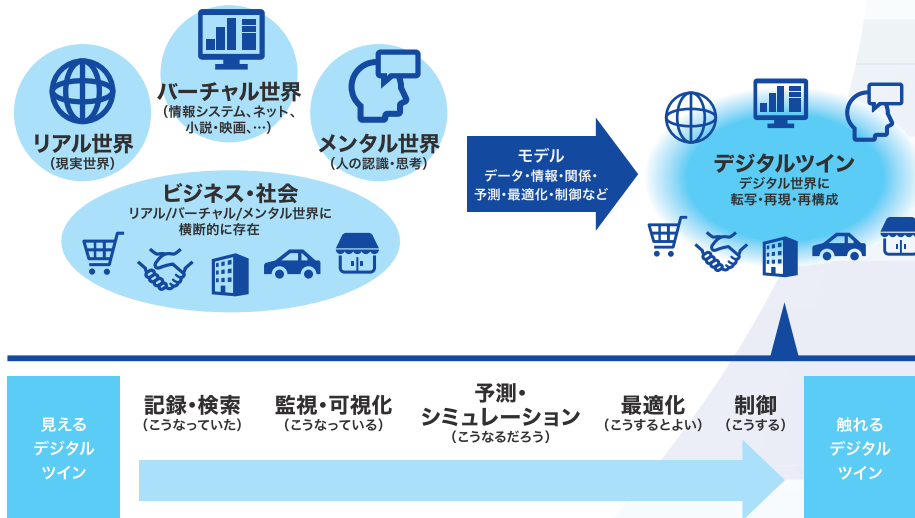 バーチャル世界
(情報システム、ネット、
小説・映画、…)
リアル世界
(現実世界)
メンタル世界
(人の認識・思考)
ビジネス・社会
リアル/バーチャル/メンタル世界に
横断的に存在
モデル
データ・情報・関係・
予測・最適化・制御など
デジタルツイン
デジタル世界に
転写・再現・再構成
見える
デジタル
ツイン
記録・検索
(こうなっていた)
監視・可視化
(こうなっている)
予測・
シミュレーション
(こうなるだろう)
最適化
(こうするとよい)
制御
(こうする)
触れる
デジタル
ツイン